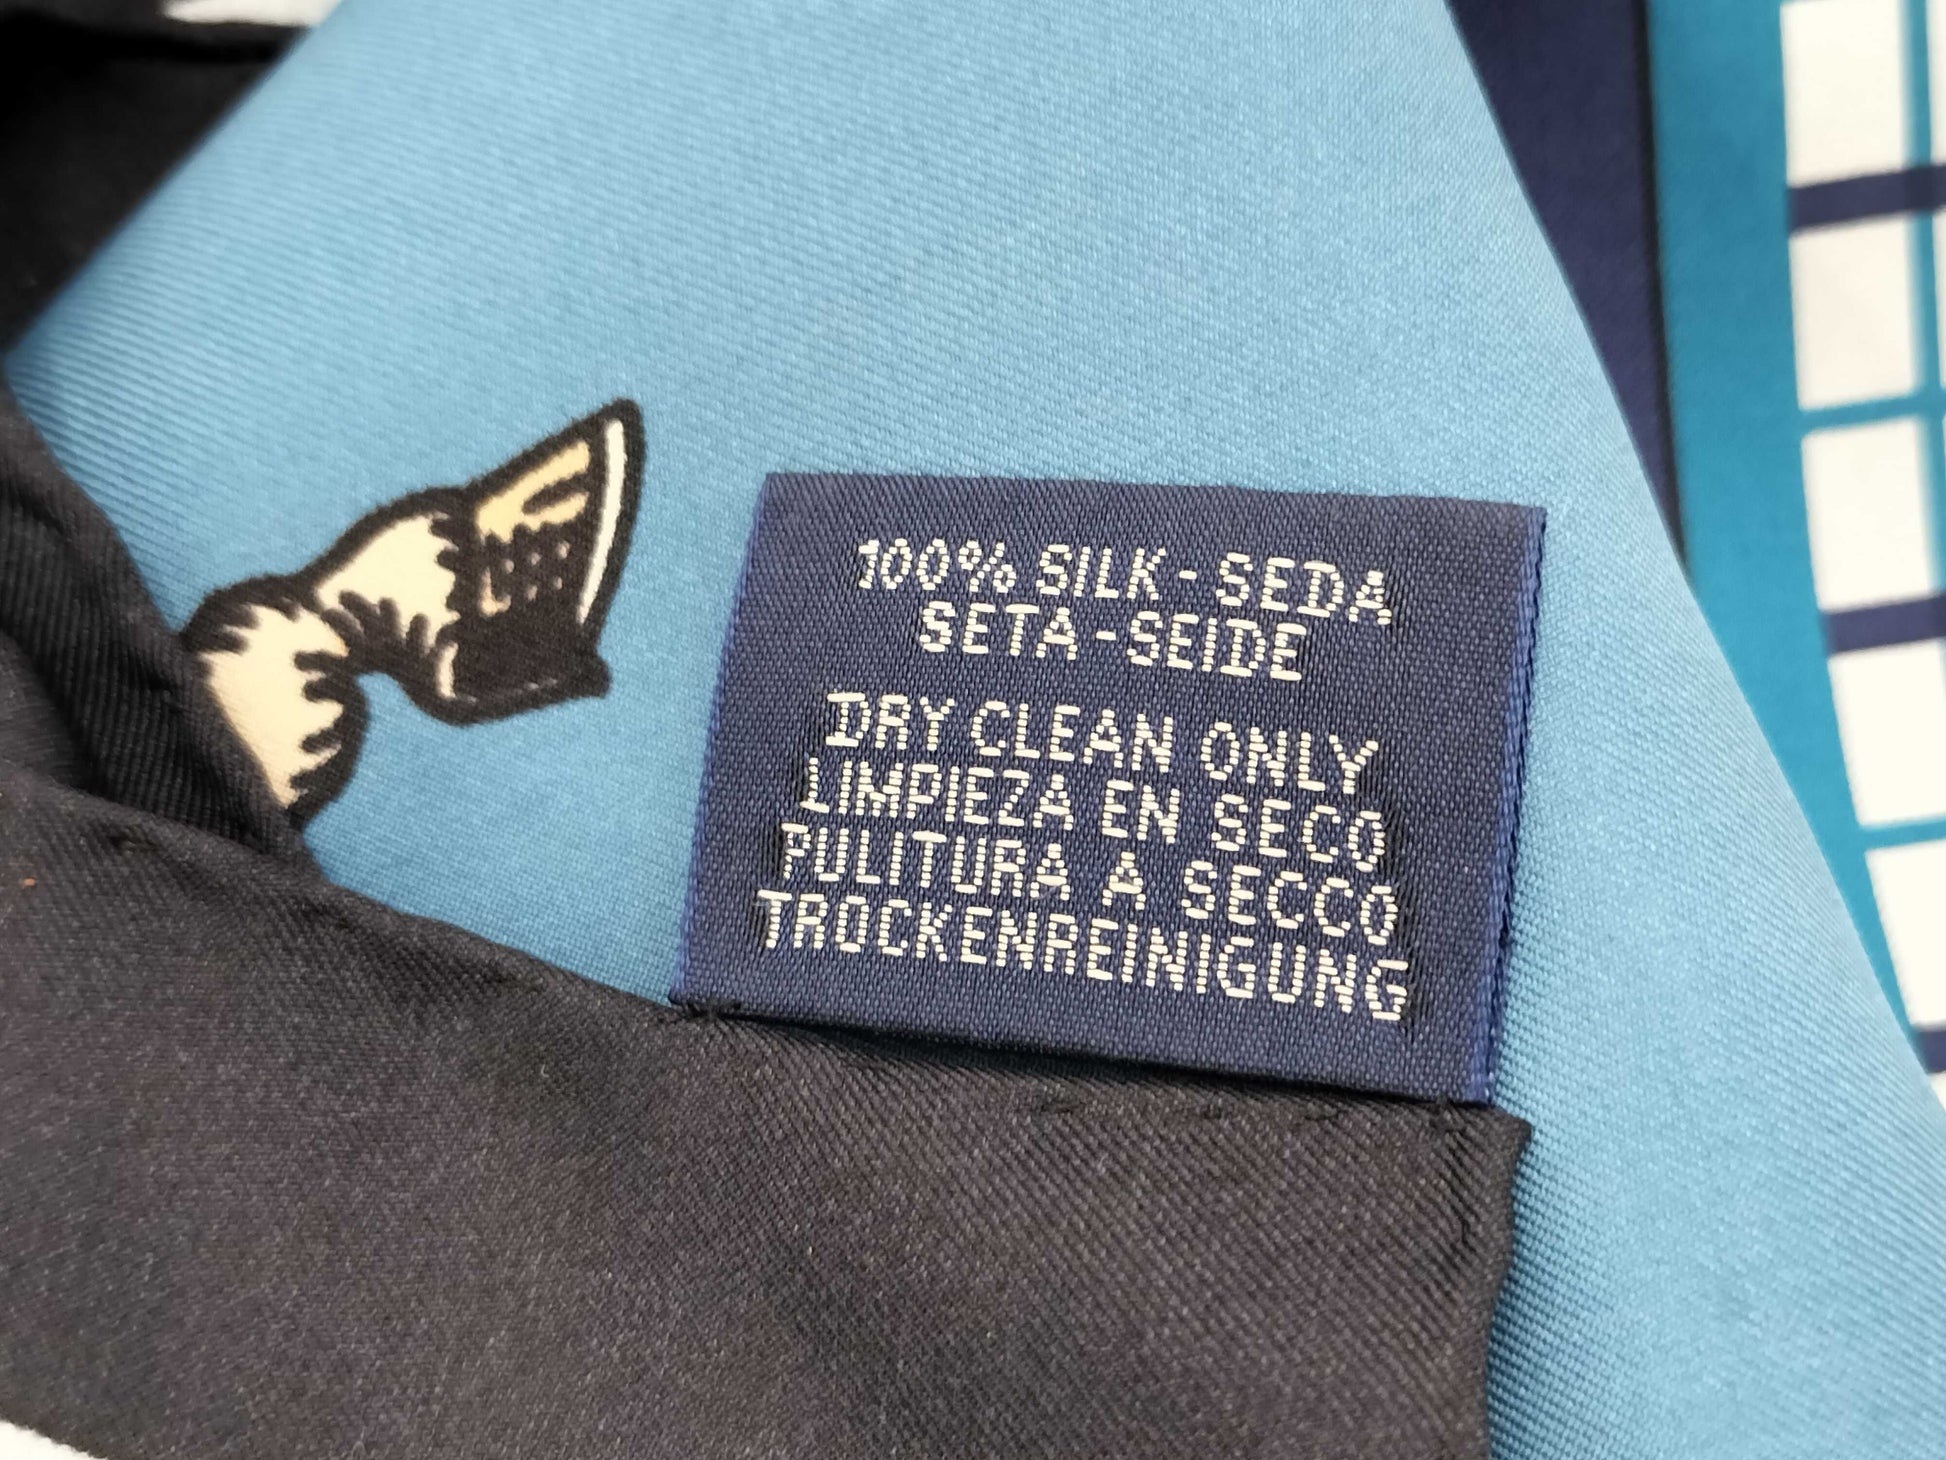 100% SILK - SEDA
SETA - SEIDE
DRY CLEAN ONLY
LIMPIEZA EN SECO
PULITURA A SECCO
TROCKENREINIGUNG